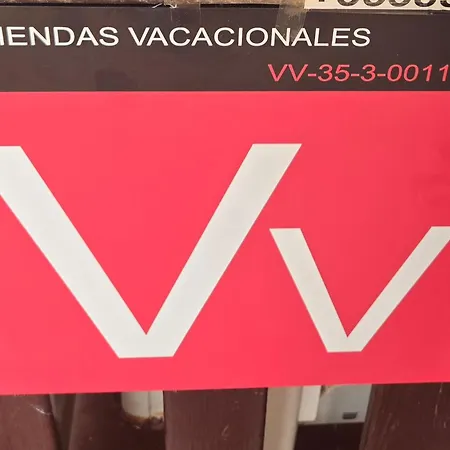 IENDAS VACACIONALES
VV-35-3-0011
Vv